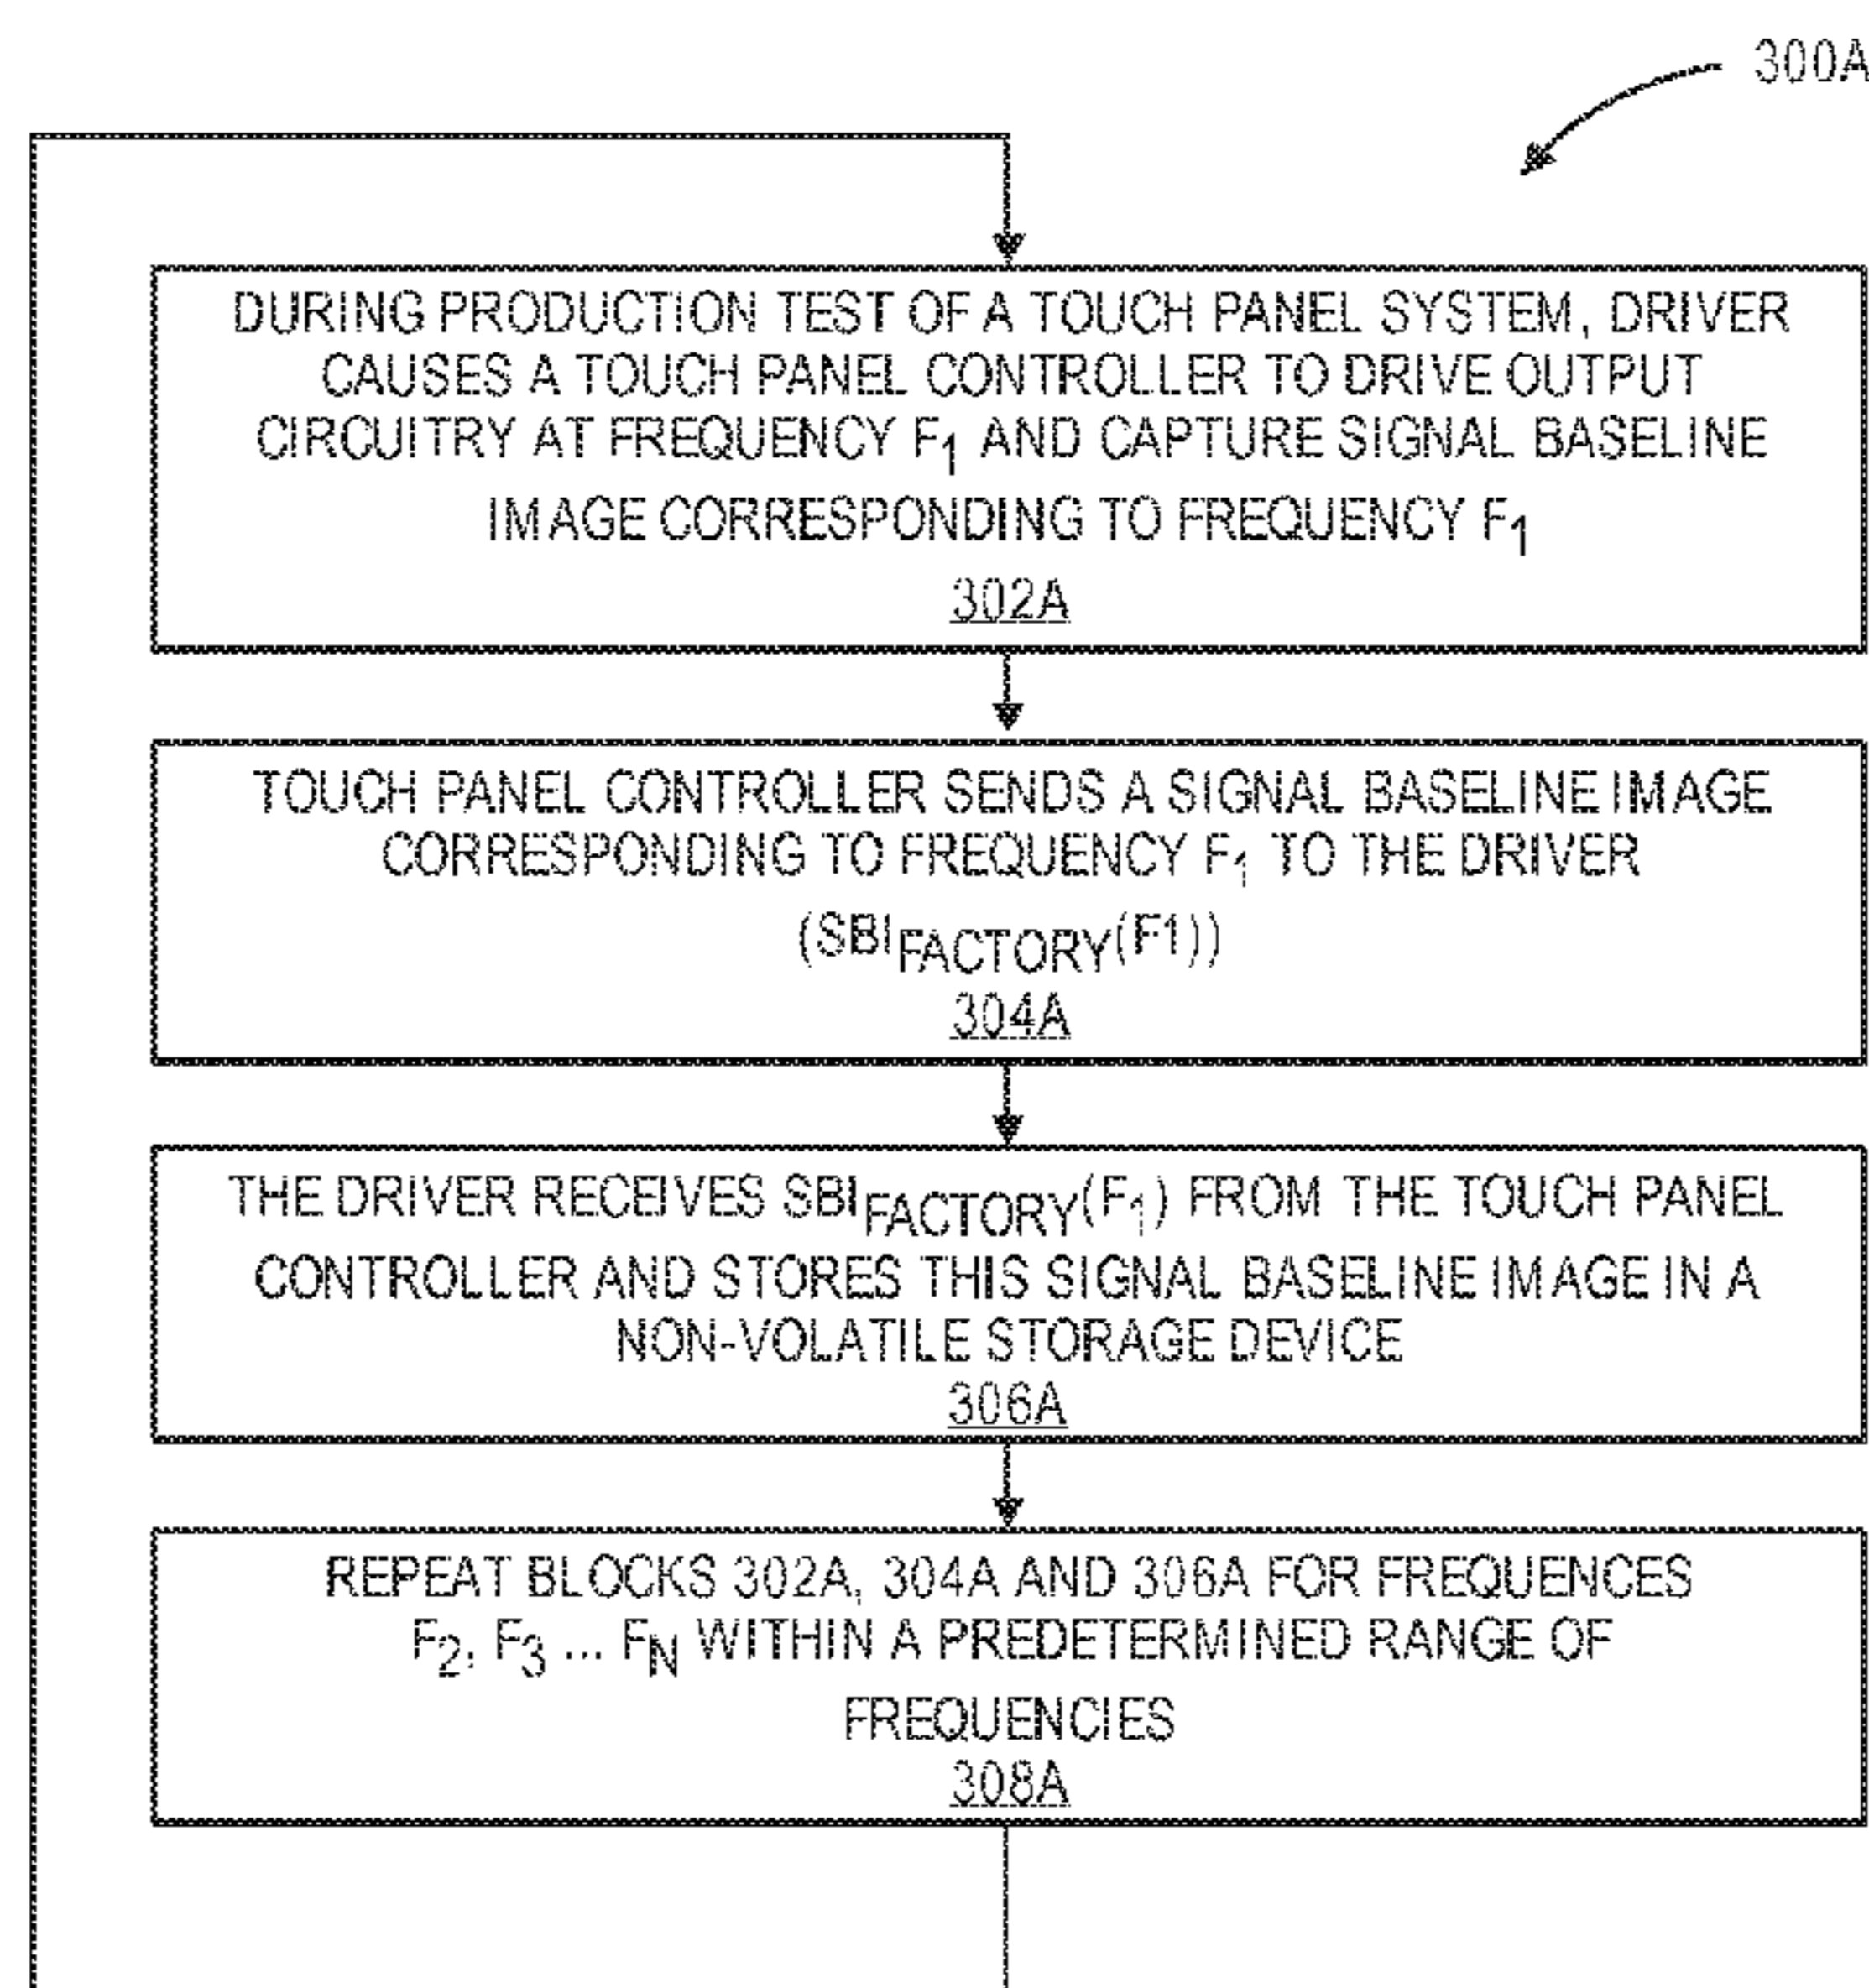 300A
DURING PRODUCTION TEST OF A TOUCH PANEL SYSTEM, DRIVER
CAUSES A TOUCH PANEL CONTROLLER TO DRIVE OUTPUT
CIRCUITRY AT FREQUENCY F1 AND CAPTURE SIGNAL BASELINE
IMAGE CORRESPONDING TO FREQUENCY F1
302A
TOUCH PANEL CONTROLLER SENDS A SIGNAL BASELINE IMAGE
CORRESPONDING TO FREQUENCY F1 TO THE DRIVER
(SBIFACTORY(F1))
304A
THE DRIVER RECEIVES SBIFACTORY(F1) FROM THE TOUCH PANEL
CONTROLLER AND STORES THIS SIGNAL BASELINE IMAGE IN A
NON-VOLATILE STORAGE DEVICE
306A
REPEAT BLOCKS 302A, 304A AND 306A FOR FREQUENCES
F2, F3 ... FN WITHIN A PREDETERMINED RANGE OF
FREQUENCIES
308A